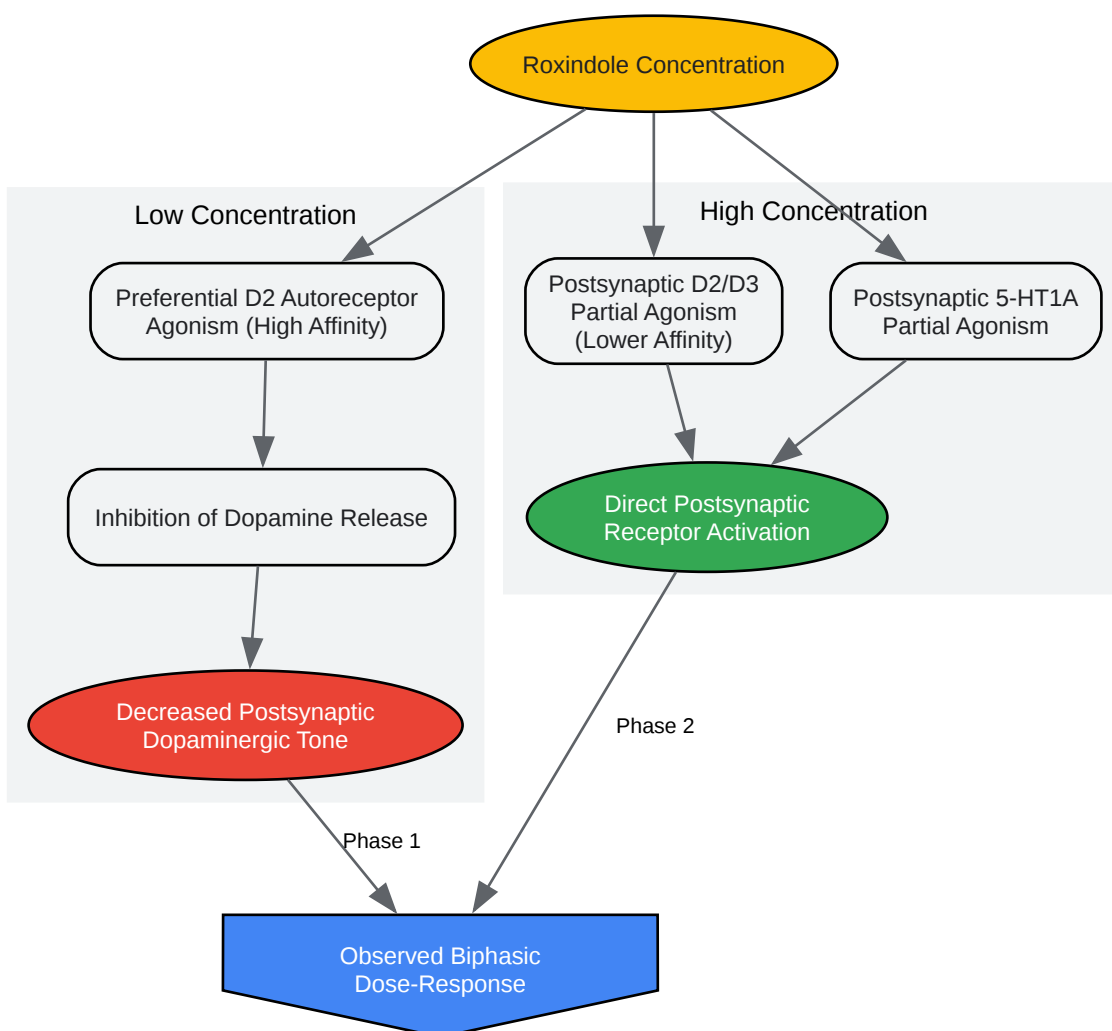 Roxindole Concentration
Low Concentration
High Concentration
Preferential D2 Autoreceptor
Agonism (High Affinity)
Postsynaptic D2/D3
Partial Agonism
(Lower Affinity)
Postsynaptic 5-HT1A
Partial Agonism
Inhibition of Dopamine Release
Direct Postsynaptic
Receptor Activation
Decreased Postsynaptic
Dopaminergic Tone
Phase 2
Phase 1
Observed Biphasic
Dose-Response